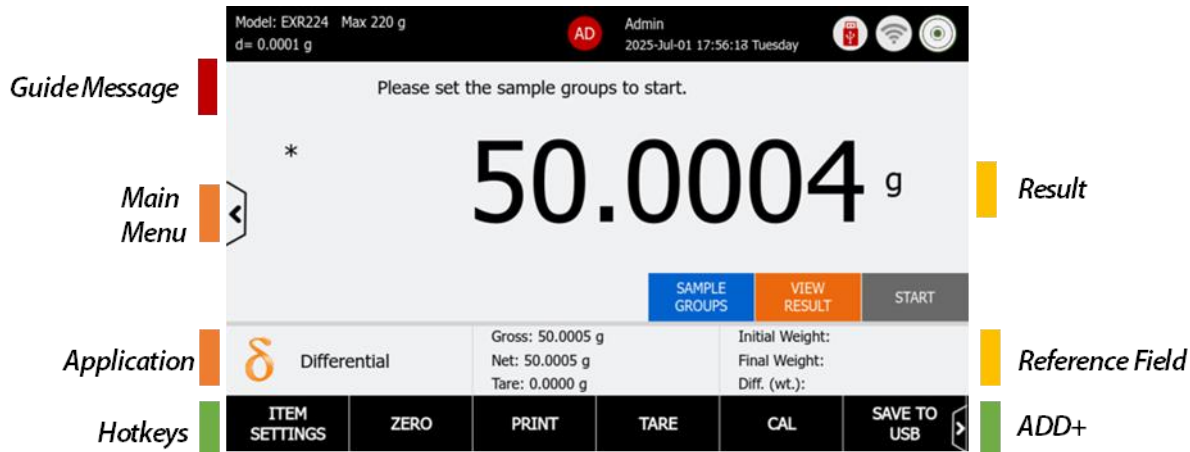 Model: EXR224 Max 220 g
d= 0.0001 g
AD
Admin
2025-Jul-01 17:56:13 Tuesday
Guide Message
Please set the sample groups to start.
*
50.0004 g
Result
Main
Menu
SAMPLE
GROUPS
VIEW
RESULT
START
Application
δ
Differential
Gross: 50.0005 g
Net: 50.0005 g
Tare: 0.0000 g
Initial Weight:
Final Weight:
Diff. (wt.):
Reference Field
Hotkeys
ITEM
SETTINGS
ZERO
PRINT
TARE
CAL
SAVE TO
USB
ADD+